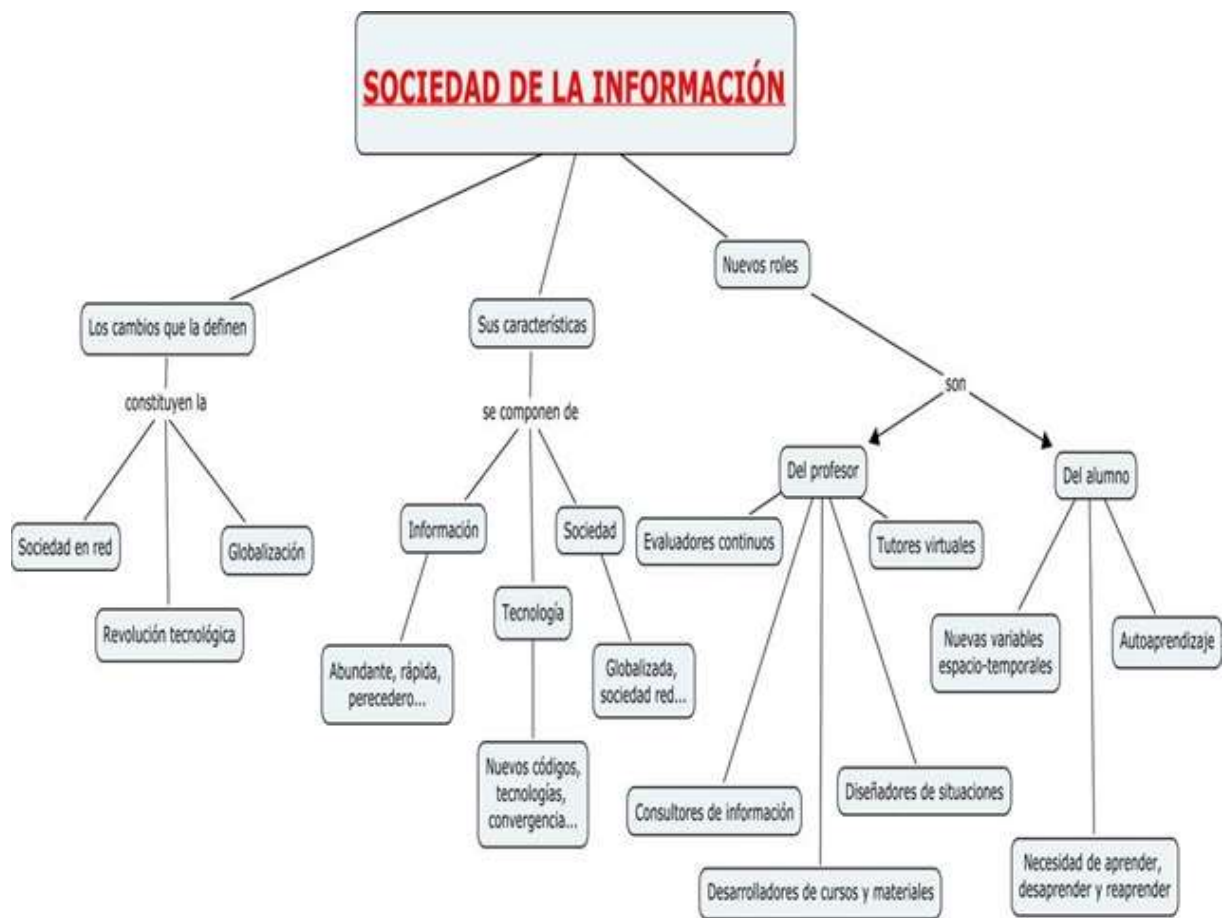 SOCIEDAD DE LA INFORMACIÓN
Nuevos roles
Los cambios que la definen
Sus características
son
constituyen la
se componen de
Del profesor
Del alumno
Sociedad en red
Globalización
Información
Sociedad
Evaluadores continuos
Tutores virtuales
Revolución tecnológica
Tecnología
Nuevas variables
espacio-temporales
Autoaprendizaje
Abundante, rápida,
perecedero...
Globalizada,
sociedad red...
Nuevos códigos,
tecnologías,
convergencia...
Consultores de información
Diseñadores de situaciones
Desarrolladores de cursos y materiales
Necesidad de aprender,
desaprender y reaprender